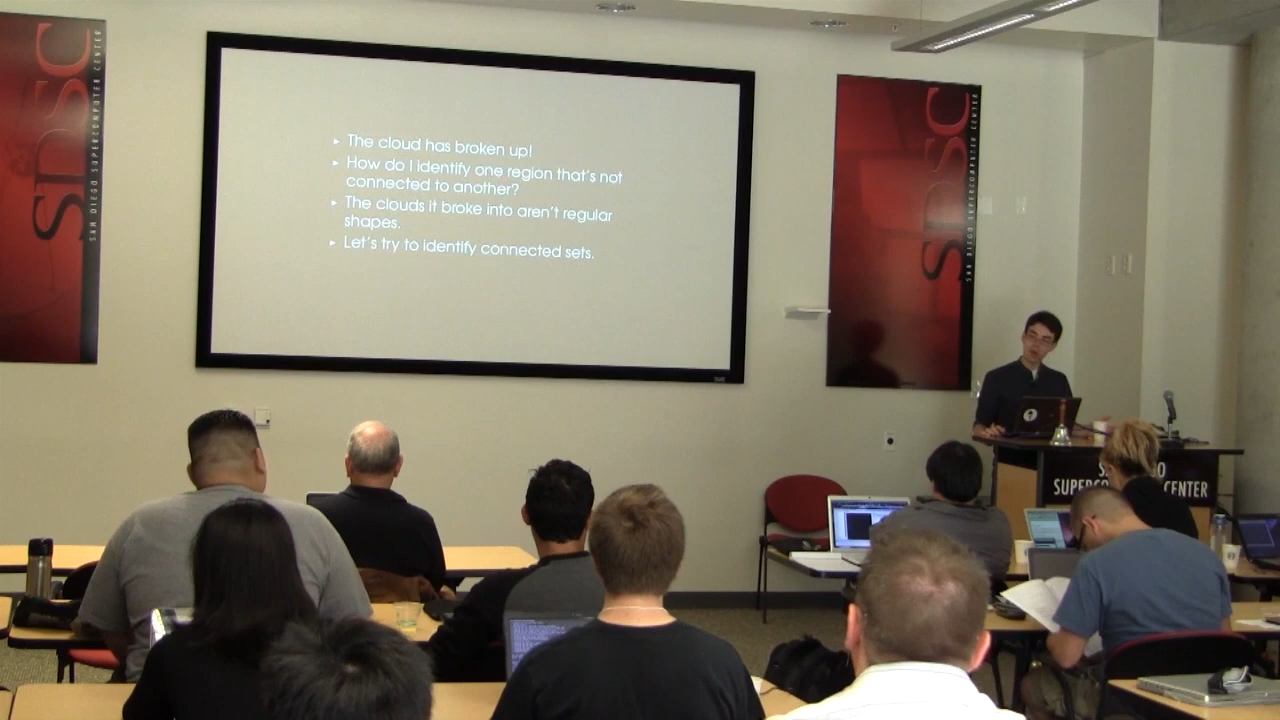 SDSC
SAN DIEGO SUPERCOMPUTER CENTER
▸ The cloud has broken up!
▸ How do I identify one region that's not
connected to another?
▸ The clouds it broke into aren't regular
shapes.
▸ Let's try to identify connected sets.
SDSC
SAN DIEGO SUPERCOMPUTER CENTER